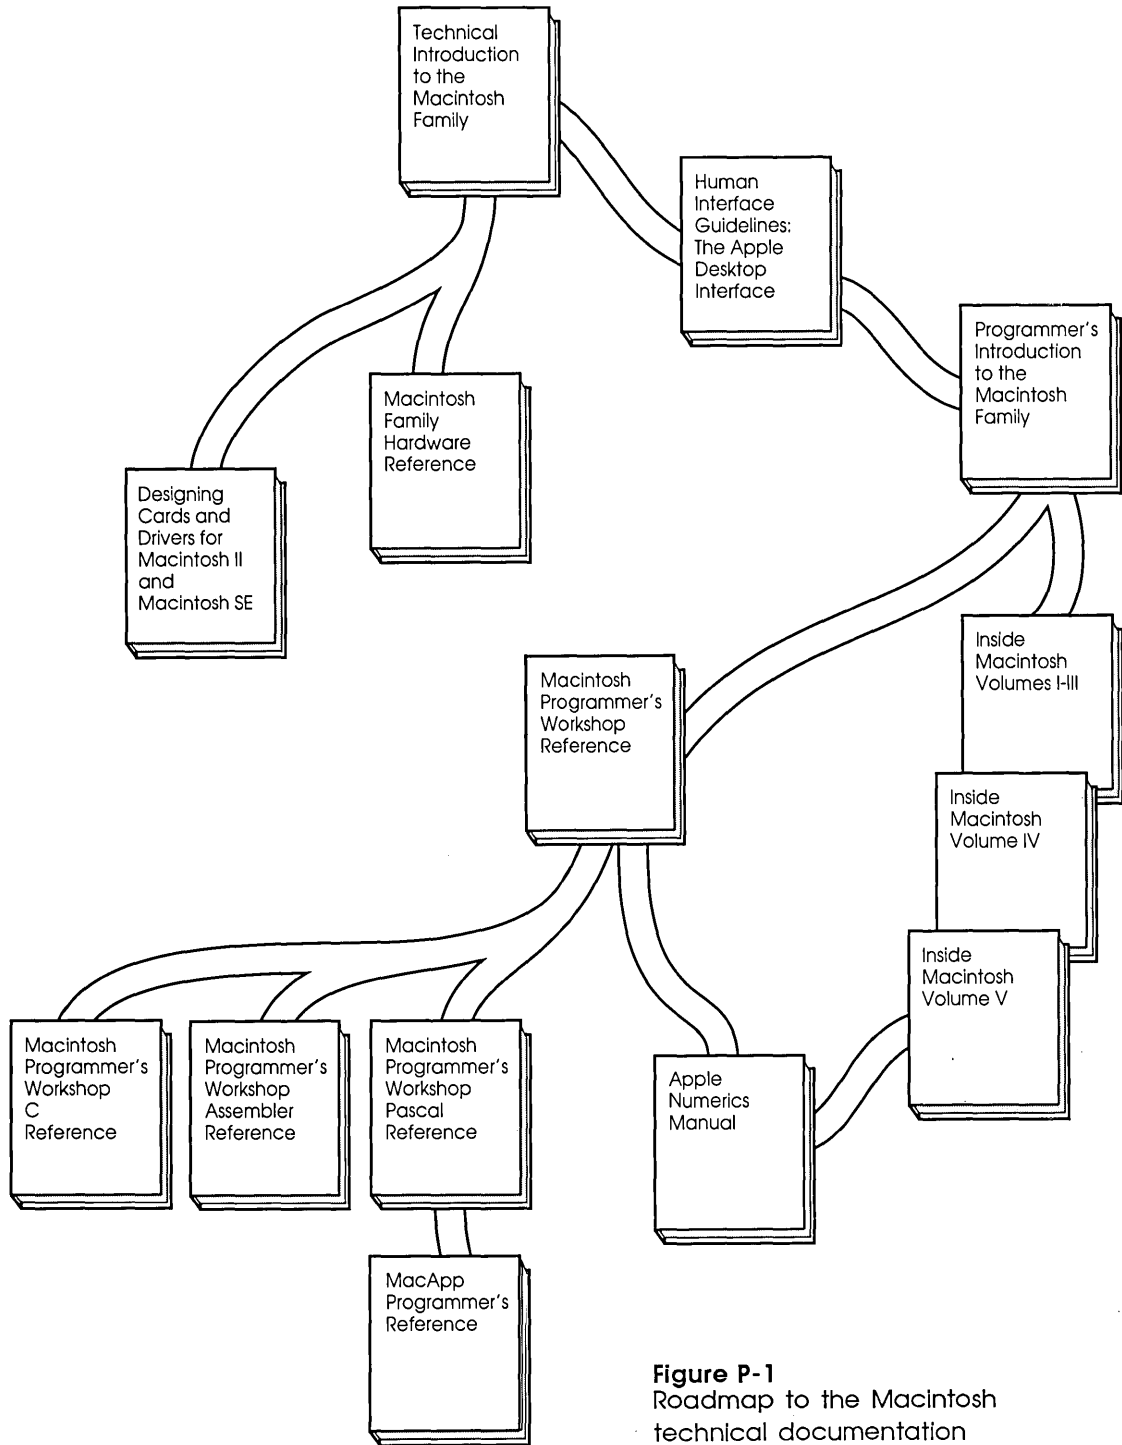 Technical
Introduction
to the
Macintosh
Family
Human
Interface
Guidelines:
The Apple
Desktop
Interface
Programmer's
Introduction
to the
Macintosh
Family
Macintosh
Family
Hardware
Reference
Designing
Cards and
Drivers for
Macintosh II
and
Macintosh SE
Inside
Macintosh
Volumes I-III
Macintosh
Programmer's
Workshop
Reference
Inside
Macintosh
Volume IV
Inside
Macintosh
Volume V
Macintosh
Programmer's
Workshop
C
Reference
Macintosh
Programmer's
Workshop
Assembler
Reference
Macintosh
Programmer's
Workshop
Pascal
Reference
Apple
Numerics
Manual
MacApp
Programmer's
Reference
Figure P-1
Roadmap to the Macintosh
technical documentation